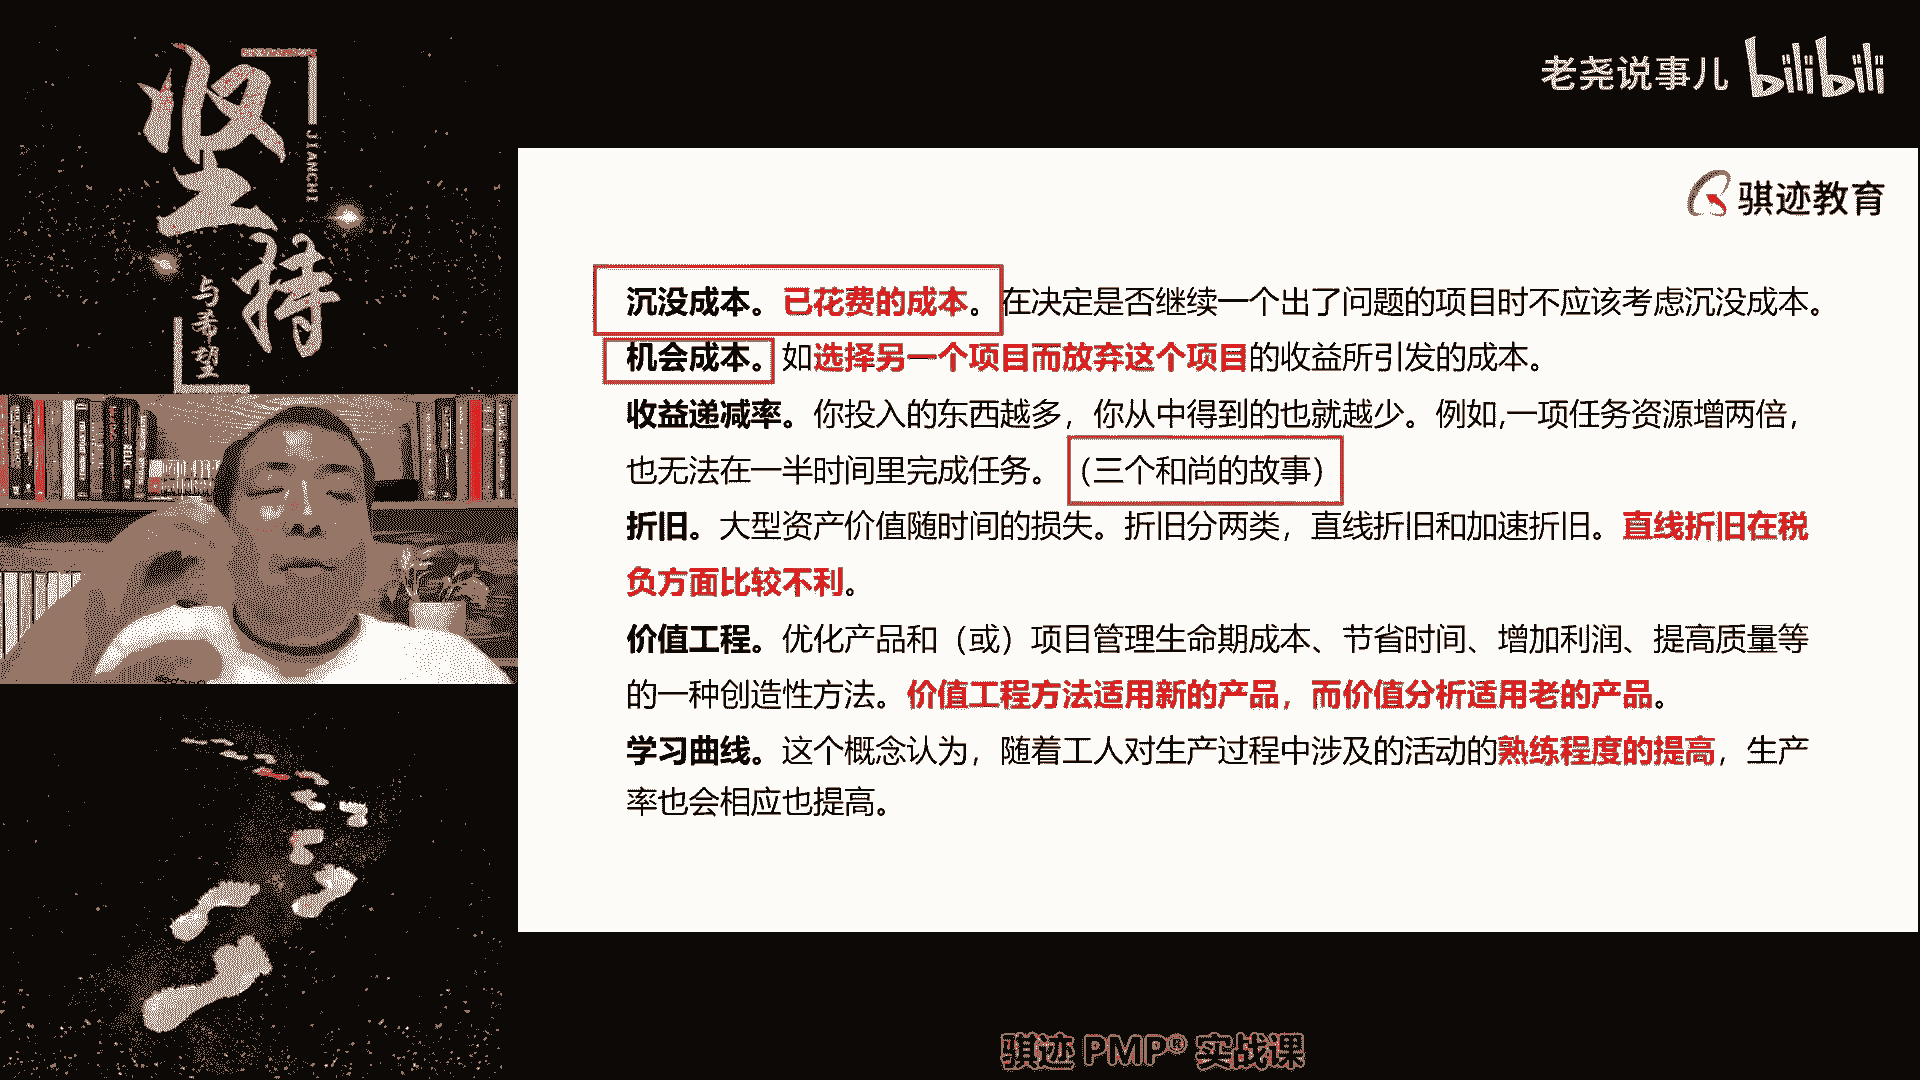 坚持
JIANCHI
与希望
老尧说事儿 bilibili
骐迹教育
沉没成本。已花费的成本。在决定是否继续一个出了问题的项目时不应该考虑沉没成本。
机会成本。如选择另一个项目而放弃这个项目的收益所引发的成本。
收益递减率。你投入的东西越多，你从中得到的也就越少。例如,一项任务资源增两倍，
也无法在一半时间里完成任务。（三个和尚的故事）
折旧。大型资产价值随时间的损失。折旧分两类，直线折旧和加速折旧。直线折旧在税
负方面比较不利。
价值工程。优化产品和（或）项目管理生命期成本、节省时间、增加利润、提高质量等
的一种创造性方法。价值工程方法适用新的产品，而价值分析适用老的产品。
学习曲线。这个概念认为，随着工人对生产过程中涉及的活动的熟练程度的提高，生产
率也会相应也提高。
骐迹 PMP® 实战课